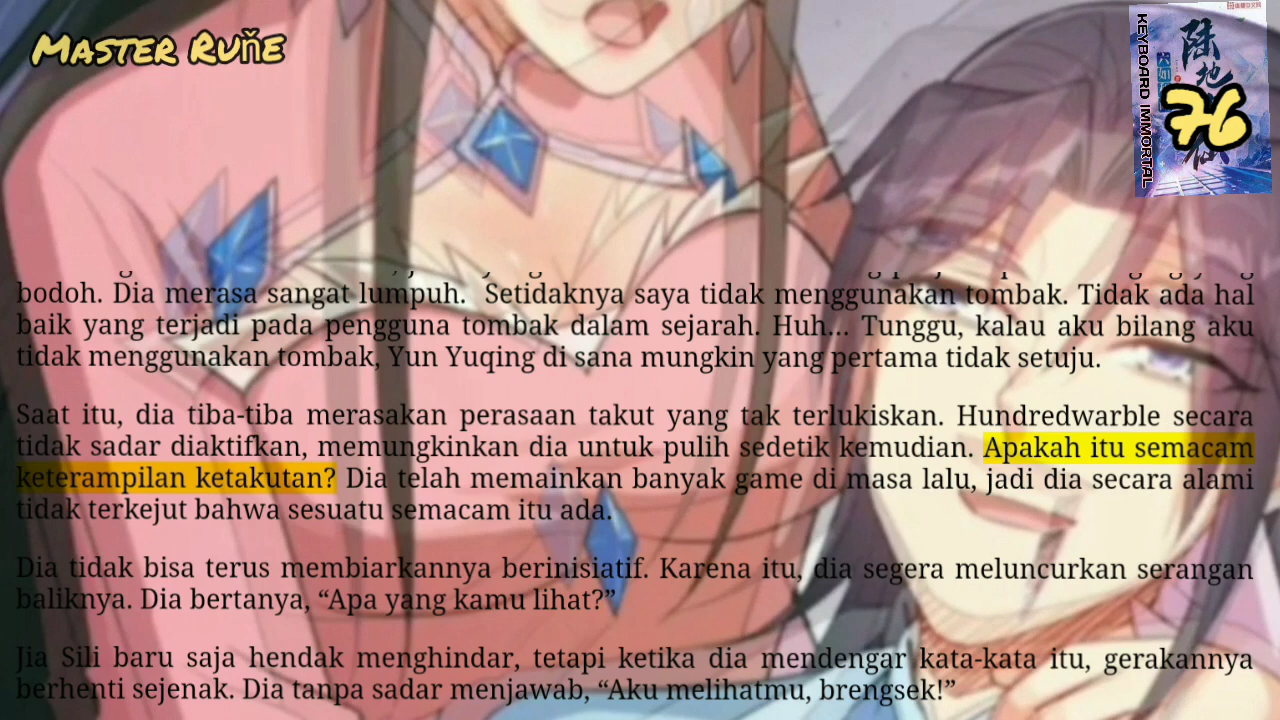 Master Ruňe
KEYBOARD IMMORTAL
陆地
76
bodoh. Dia merasa sangat lumpuh. Setidaknya saya tidak menggunakan tombak. Tidak ada hal
baik yang terjadi pada pengguna tombak dalam sejarah. Huh... Tunggu, kalau aku bilang aku
tidak menggunakan tombak, Yun Yuqing di sana mungkin yang pertama tidak setuju.
Saat itu, dia tiba-tiba merasakan perasaan takut yang tak terlukiskan. Hundredwarble secara
tidak sadar diaktifkan, memungkinkan dia untuk pulih sedetik kemudian. Apakah itu semacam
keterampilan ketakutan? Dia telah memainkan banyak game di masa lalu, jadi dia secara alami
tidak terkejut bahwa sesuatu semacam itu ada.
Dia tidak bisa terus membiarkannya berinisiatif. Karena itu, dia segera meluncurkan serangan
baliknya. Dia bertanya, “Apa yang kamu lihat?”
Jia Sili baru saja hendak menghindar, tetapi ketika dia mendengar kata-kata itu, gerakannya
berhenti sejenak. Dia tanpa sadar menjawab, “Aku melihatmu, brengsek!”